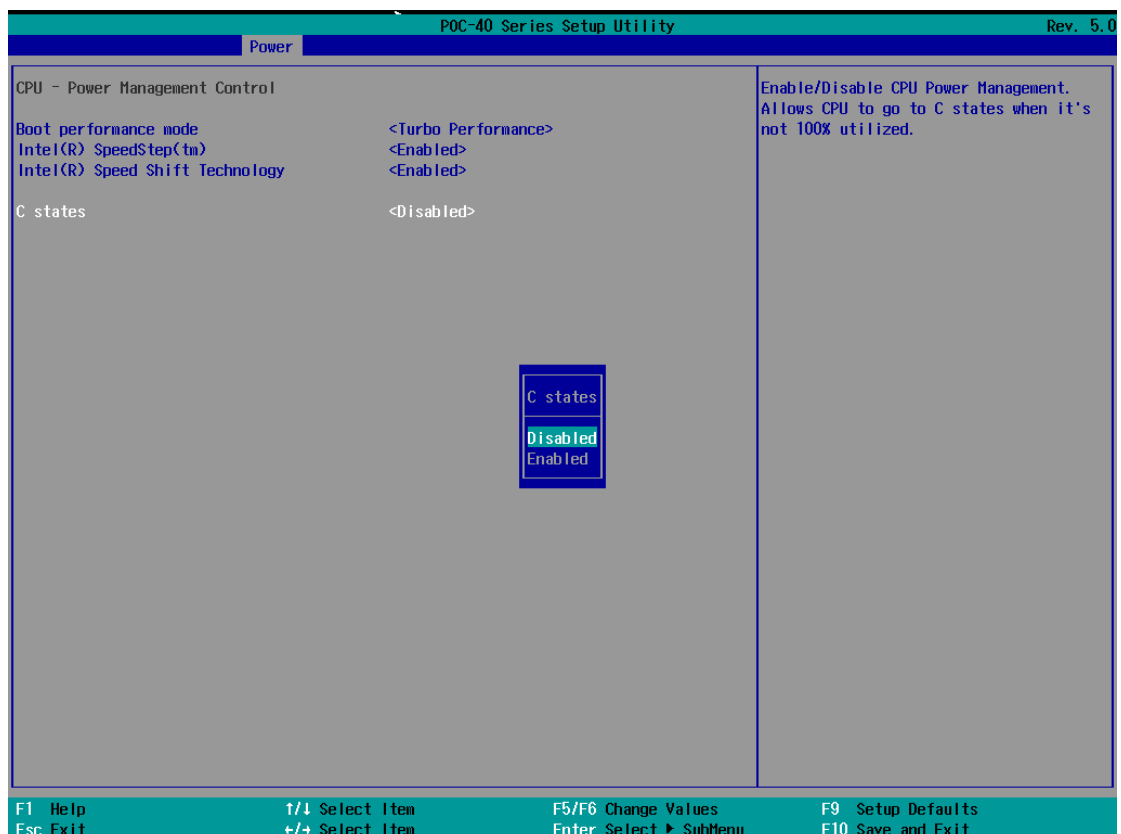 POC-40 Series Setup Utility Rev. 5.0
Power
CPU - Power Management Control
Boot performance mode <Turbo Performance>
Intel(R) SpeedStep(tm) <Enabled>
Intel(R) Speed Shift Technology <Enabled>
C states <Disabled>
Enable/Disable CPU Power Management.
Allows CPU to go to C states when it's
not 100% utilized.
C states
Disabled
Enabled
F1 Help ↑/↓ Select Item F5/F6 Change Values F9 Setup Defaults
Esc Exit ←/→ Select Item Enter Select ▶ SubMenu F10 Save and Exit